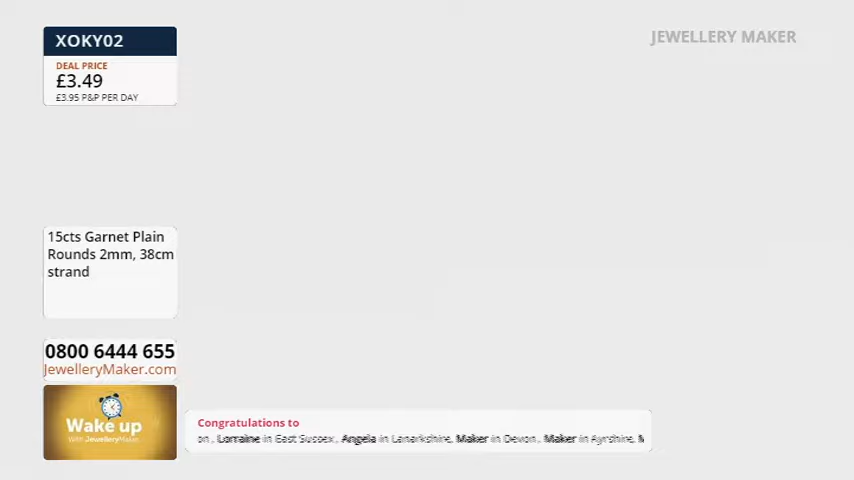 XOKY02
JEWELLERY MAKER
DEAL PRICE
£3.49
£3.95 P&P PER DAY
15cts Garnet Plain
Rounds 2mm, 38cm
strand
0800 6444 655
JewelleryMaker.com
Wake up
With JewelleryMaker
Congratulations to
on , Lorraine in East Sussex , Angela in Lanarkshire, Maker in Devon , Maker in Ayrshire,